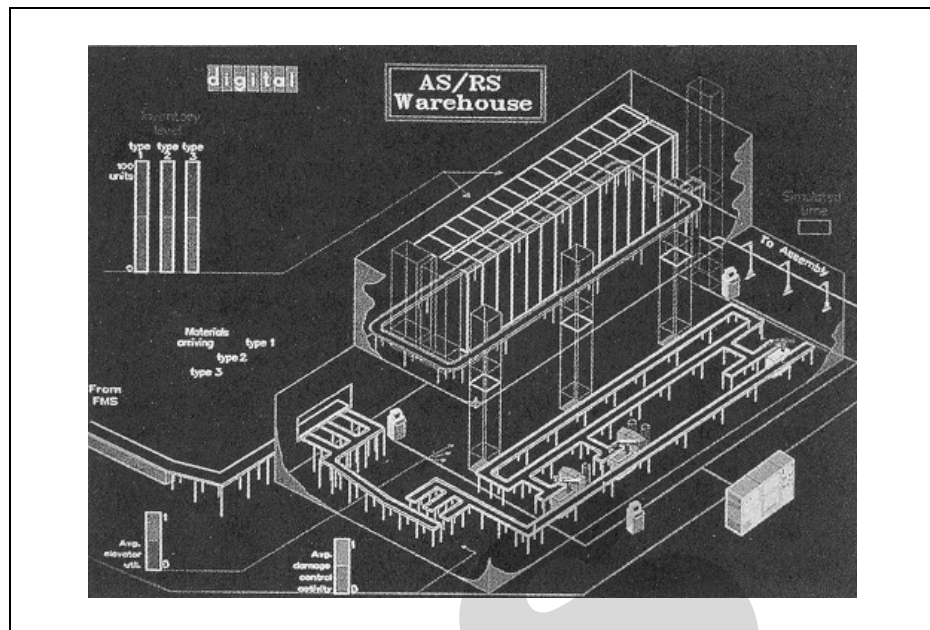 digital
AS/RS
Warehouse
Inventory
level
type type type
1 2 3
100
units
0
Simulated
time
To Assembly
Materials
arriving
type 1
type 2
type 3
From
FMS
1
Avg.
elevator
util.
0
1
Avg.
damage
control
activity
0